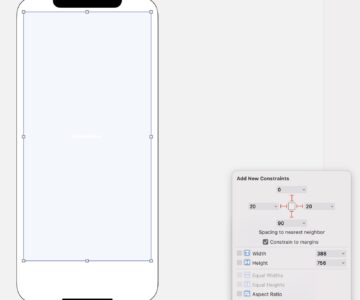 Add New Constraints
0
20 20
90
Spacing to nearest neighbor
Constrain to margins
Width 388
Height 756
Equal Widths
Equal Heights
Aspect Ratio